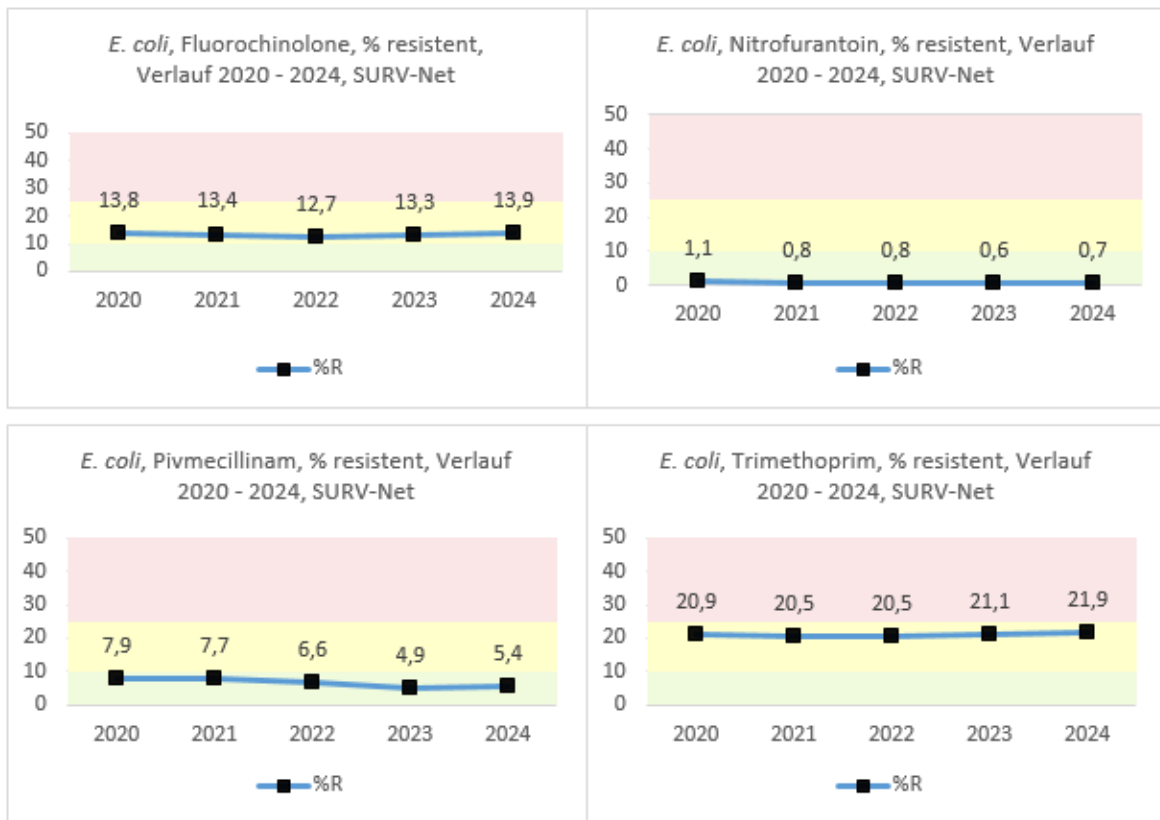 E. coli, Fluorochinolone, % resistent,
Verlauf 2020 - 2024, SURV-Net
50
40
30
20
10
0
13,8 13,4 12,7 13,3 13,9
2020 2021 2022 2023 2024
%R
E. coli, Nitrofurantoin, % resistent, Verlauf
2020 - 2024, SURV-Net
50
40
30
20
10
0
1,1 0,8 0,8 0,6 0,7
2020 2021 2022 2023 2024
%R
E. coli, Pivmecillinam, % resistent, Verlauf
2020 - 2024, SURV-Net
50
40
30
20
10
0
7,9 7,7 6,6 4,9 5,4
2020 2021 2022 2023 2024
%R
E. coli, Trimethoprim, % resistent, Verlauf
2020 - 2024, SURV-Net
50
40
30
20
10
0
20,9 20,5 20,5 21,1 21,9
2020 2021 2022 2023 2024
%R